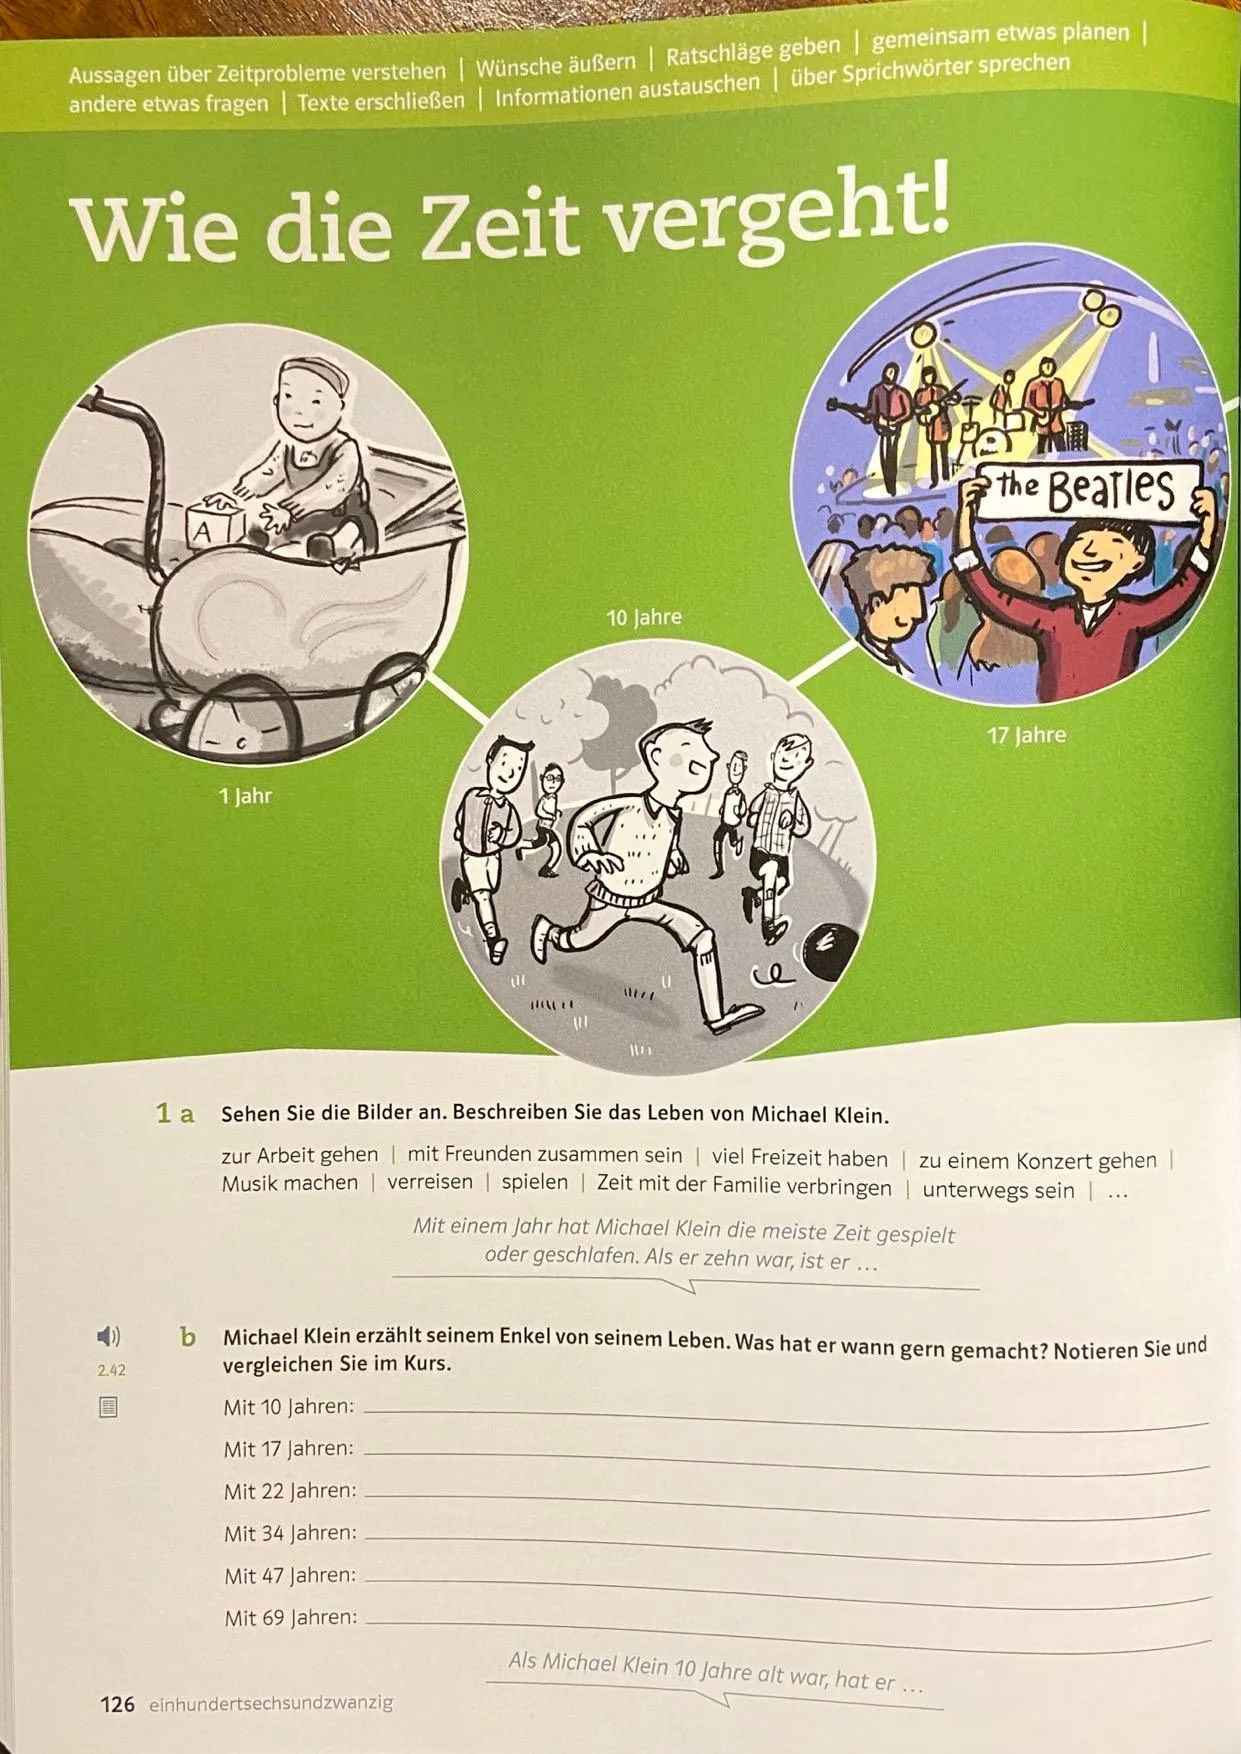 Aussagen über Zeitprobleme verstehen | Wünsche äußern | Ratschläge geben | gemeinsam etwas planen |
andere etwas fragen | Texte erschließen | Informationen austauschen | über Sprichwörter sprechen
Wie die Zeit vergeht!
the BeaTles
A
10 Jahre
17 Jahre
1 Jahr
1 a Sehen Sie die Bilder an. Beschreiben Sie das Leben von Michael Klein.
zur Arbeit gehen | mit Freunden zusammen sein | viel Freizeit haben | zu einem Konzert gehen |
Musik machen | verreisen | spielen | Zeit mit der Familie verbringen | unterwegs sein | ...
Mit einem Jahr hat Michael Klein die meiste Zeit gespielt
oder geschlafen. Als er zehn war, ist er ...
b Michael Klein erzählt seinem Enkel von seinem Leben. Was hat er wann gern gemacht? Notieren Sie und
2.42 vergleichen Sie im Kurs.
Mit 10 Jahren:
Mit 17 Jahren:
Mit 22 Jahren:
Mit 34 Jahren:
Mit 47 Jahren:
Mit 69 Jahren:
Als Michael Klein 10 Jahre alt war, hat er ...
126 einhundertsechsundzwanzig